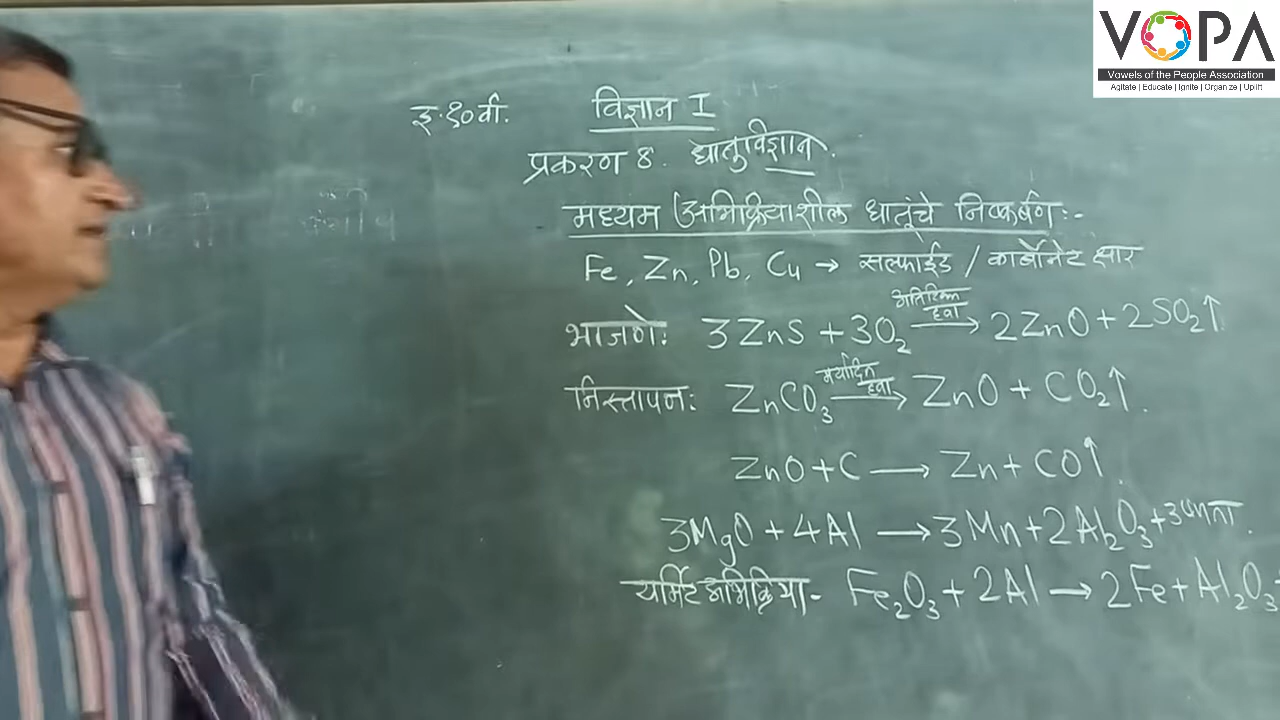 VOPA
Vowels of the People Association
Agitate | Educate | Ignite | Organize | Uplift
इ.१०वी. विज्ञान I
प्रकरण 8. धातुविज्ञान.
मध्यम अभिक्रियाशील धातूंचे निष्कर्षण:-
Fe, Zn, Pb, Cu → सल्फाईड / कार्बोनेट क्षार
भाजणे: 3ZnS + 3O₂ —अतिरिक्त हवा→ 2ZnO + 2SO₂↑
निस्तापन: ZnCO₃ —मर्यादित हवा→ ZnO + CO₂↑.
ZnO + C → Zn + CO↑.
3MgO + 4Al → 3Mn + 2Al₂O₃ + उष्णता.
थर्मिट अभिक्रिया - Fe₂O₃ + 2Al → 2Fe + Al₂O₃ +